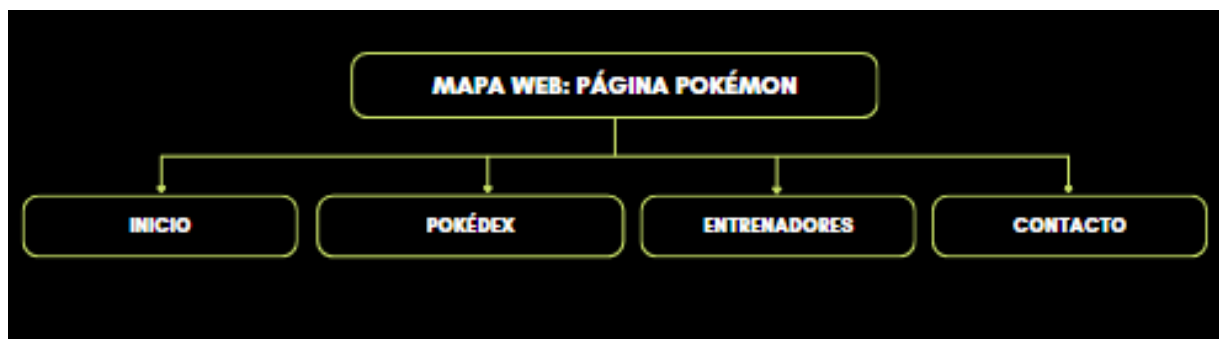 MAPA WEB: PÁGINA POKÉMON
INICIO
POKÉDEX
ENTRENADORES
CONTACTO